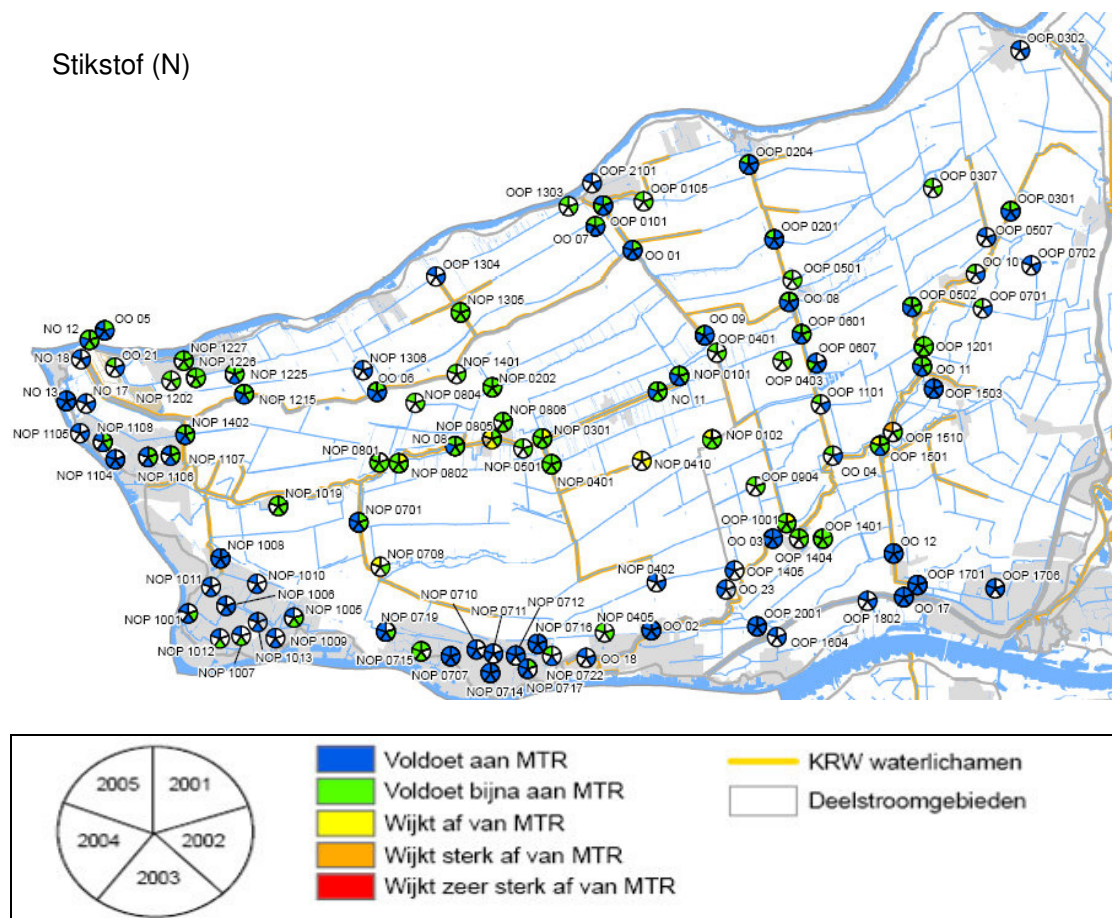 Stikstof (N)
OOP 0302
OOP 0204
OOP 2101
OOP 1303
OOP 0105
OOP 0307
OOP 0101
OOP 0301
OO 07
OOP 0201
OOP 0507
OO 01
OO 10
OOP 0702
OOP 1304
OOP 0501
NOP 1305
OO 08
OOP 0502
OOP 0701
OO 05
NO 12
OO 09
OOP 0601
NO 18
OO 21
NOP 1227
NOP 1226
NOP 1306
NOP 1401
OOP 0401
OOP 0607
OOP 1201
NOP 1225
NOP 0101
OOP 0403
OO 11
NO 13
NO 17
NOP 1202
NOP 1215
OO 06
NOP 0202
NOP 0804
NO 11
OOP 1503
OOP 1101
NOP 1105
NOP 1108
NOP 1402
NOP 0806
NOP 0805
NO 08
NOP 0301
NOP 0102
OOP 1510
OOP 1501
NOP 0801
NOP 0501
NOP 0410
OO 04
NOP 1104
NOP 1106
NOP 1107
NOP 0802
NOP 0401
OOP 0904
NOP 1019
NOP 0701
OOP 1001
OOP 1401
OO 03
OOP 1404
OO 12
NOP 1008
NOP 0708
OOP 1405
NOP 1011
NOP 1010
NOP 0402
OO 23
OOP 1701
OOP 1706
NOP 1006
NOP 0710
NOP 0711
NOP 0712
OO 17
NOP 1001
NOP 1005
OOP 2001
OOP 1802
NOP 0719
NOP 0716
NOP 0405
OO 02
OOP 1604
NOP 1012
NOP 1009
NOP 1013
NOP 1007
NOP 0715
NOP 0707
OO 18
NOP 0722
NOP 0717
NOP 0714
2005
2001
2004
2002
2003
Voldoet aan MTR
Voldoet bijna aan MTR
Wijkt af van MTR
Wijkt sterk af van MTR
Wijkt zeer sterk af van MTR
KRW waterlichamen
Deelstroomgebieden